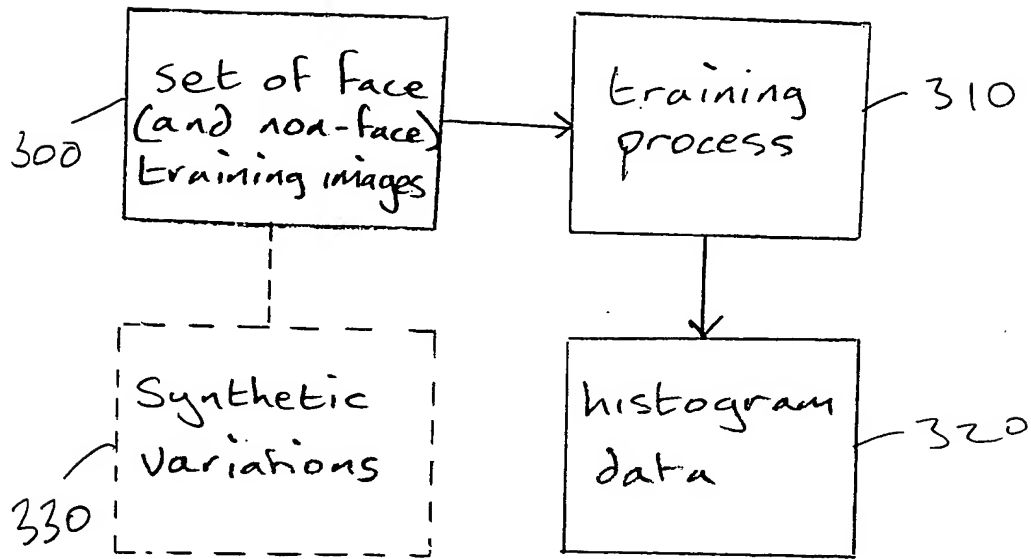 set of face
(and non-face)
training images
300
training
process
310
Synthetic
variations
330
histogram
data
320